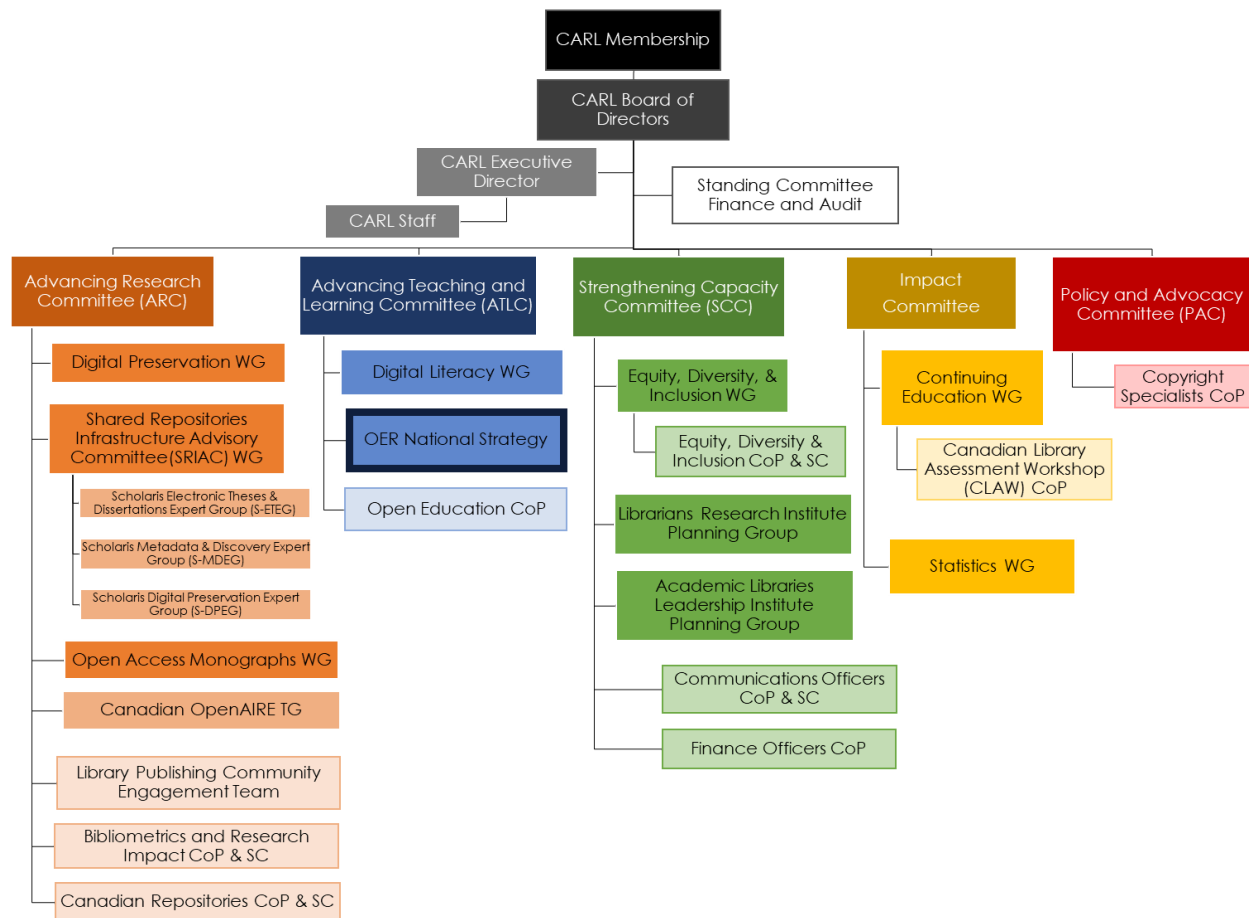 CARL Membership
CARL Board of
Directors
CARL Executive
Director
Standing Committee
Finance and Audit
CARL Staff
Advancing Research
Committee (ARC)
Digital Preservation WG
Shared Repositories
Infrastructure Advisory
Committee(SRIAC) WG
Scholaris Electronic Theses &
Dissertations Expert Group (S-ETEG)
Scholaris Metadata & Discovery Expert
Group (S-MDEG)
Scholaris Digital Preservation Expert
Group (S-DPEG)
Open Access Monographs WG
Canadian OpenAIRE TG
Library Publishing Community
Engagement Team
Bibliometrics and Research
Impact CoP & SC
Canadian Repositories CoP & SC
Advancing Teaching and
Learning Committee (ATLC)
Digital Literacy WG
OER National Strategy
Open Education CoP
Strengthening Capacity
Committee (SCC)
Equity, Diversity, &
Inclusion WG
Equity, Diversity &
Inclusion CoP & SC
Librarians Research Institute
Planning Group
Academic Libraries
Leadership Institute
Planning Group
Communications Officers
CoP & SC
Finance Officers CoP
Impact
Committee
Continuing
Education WG
Canadian Library
Assessment Workshop
(CLAW) CoP
Statistics WG
Policy and Advocacy
Committee (PAC)
Copyright
Specialists CoP